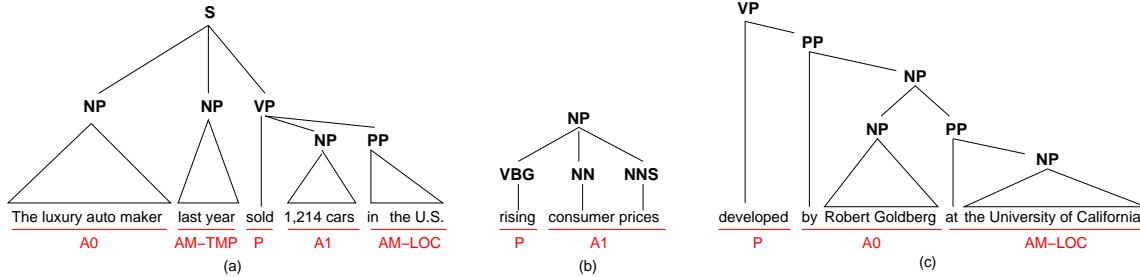 S
NP NP VP
NP PP
The luxury auto maker last year sold 1,214 cars in the U.S.
A0 AM-TMP P A1 AM-LOC
(a)
NP
VBG NN NNS
rising consumer prices
P A1
(b)
VP
PP
NP
NP PP
NP
developed by Robert Goldberg at the University of California
P A0 AM-LOC
(c)